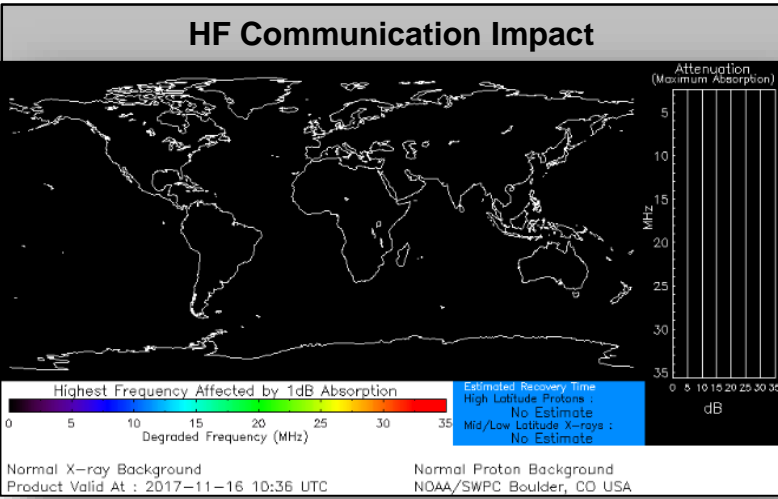 HF Communication Impact
Attenuation
(Maximum Absorption)
5
10
15
20
25
30
35
MHz
0 5 10 15 20 25 30 35
dB
Highest Frequency Affected by 1dB Absorption
0 5 10 15 20 25 30 35
Degraded Frequency (MHz)
Estimated Recovery Time
High Latitude Protons :
No Estimate
Mid/Low Latitude X-rays :
No Estimate
Normal X-ray Background
Normal Proton Background
Product Valid At : 2017-11-16 10:36 UTC
NOAA/SWPC Boulder, CO USA